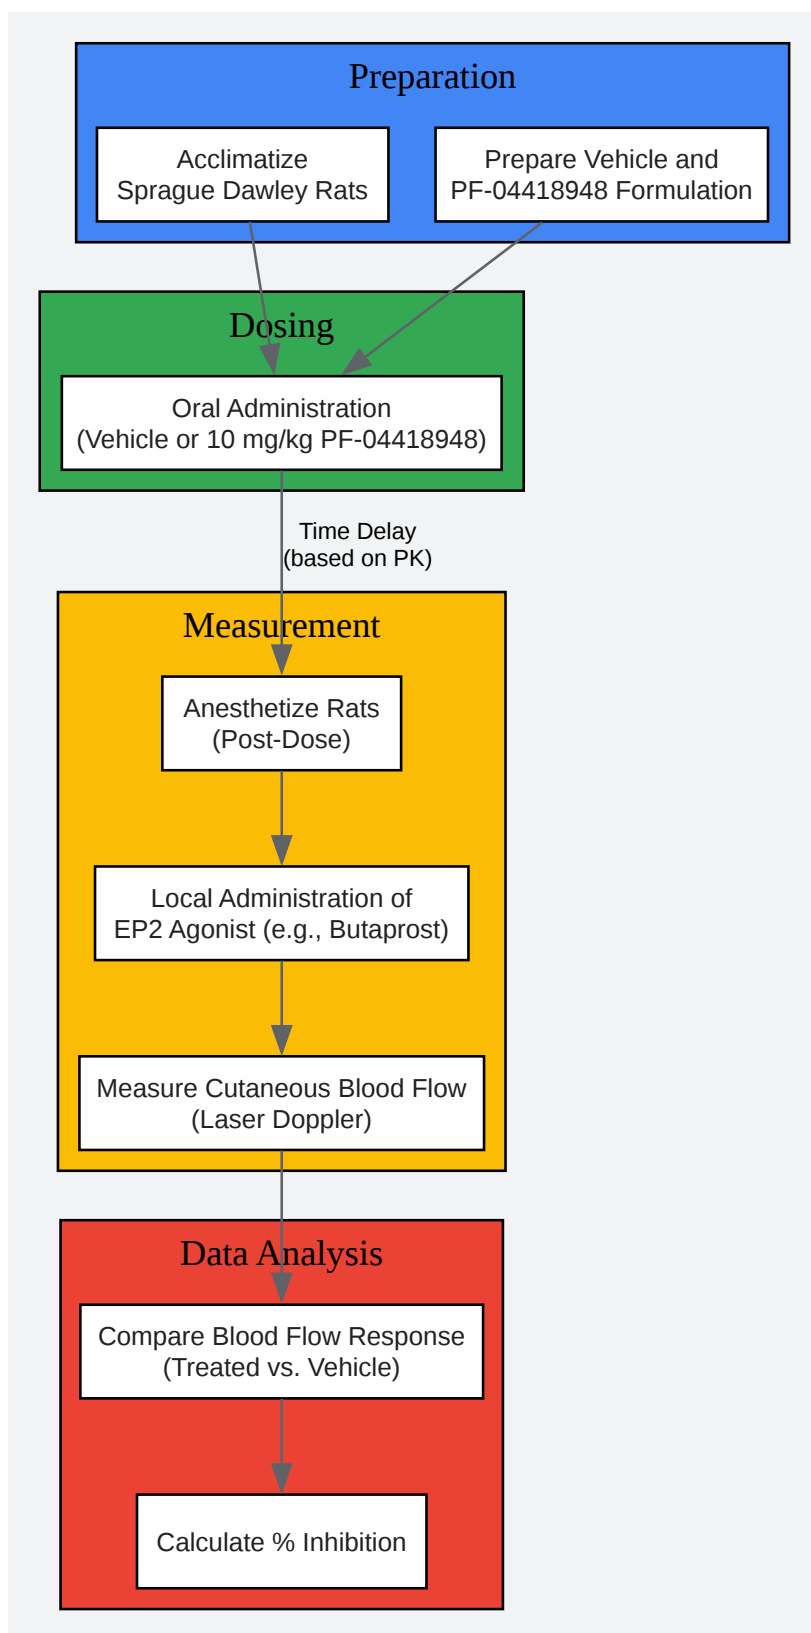 Preparation
Acclimatize
Sprague Dawley Rats
Prepare Vehicle and
PF-04418948 Formulation
Dosing
Oral Administration
(Vehicle or 10 mg/kg PF-04418948)
Time Delay
(based on PK)
Measurement
Anesthetize Rats
(Post-Dose)
Local Administration of
EP2 Agonist (e.g., Butaprost)
Measure Cutaneous Blood Flow
(Laser Doppler)
Data Analysis
Compare Blood Flow Response
(Treated vs. Vehicle)
Calculate % Inhibition